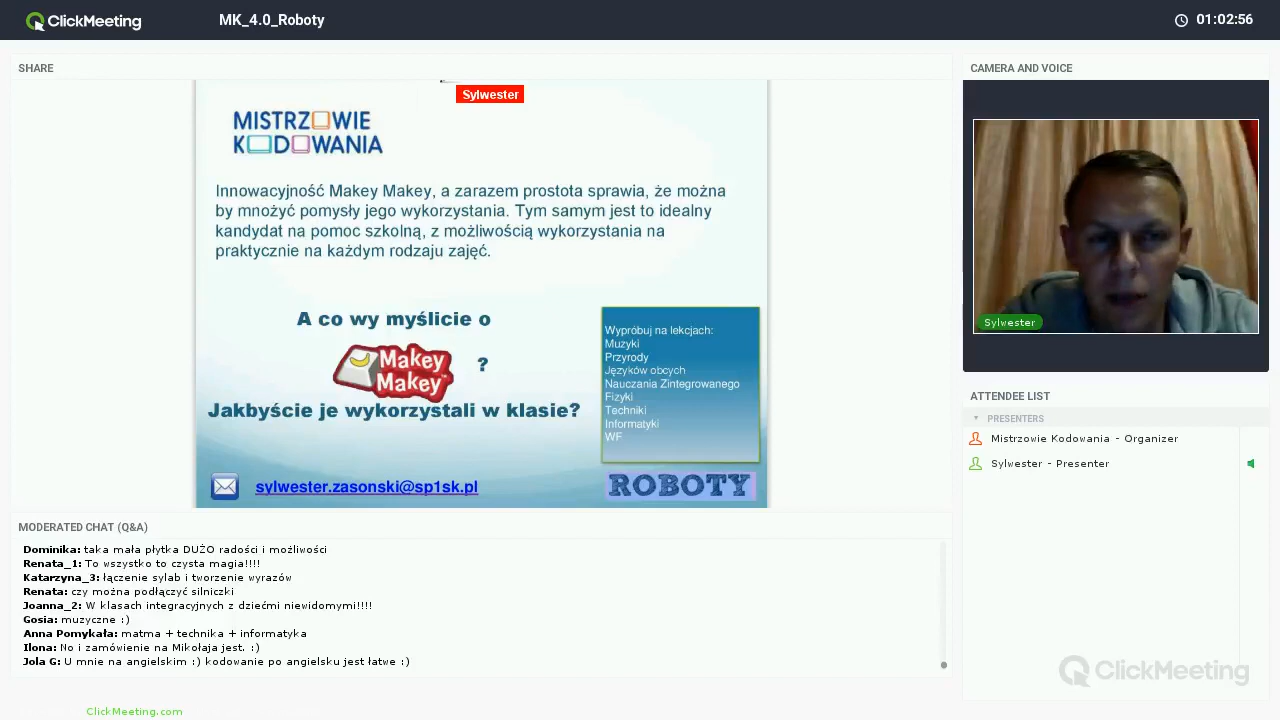 ClickMeeting
MK_4.0_Roboty
01:02:56
SHARE
Sylwester
MISTRZOWIE
KODOWANIA
Innowacyjność Makey Makey, a zarazem prostota sprawia, że można
by mnożyć pomysły jego wykorzystania. Tym samym jest to idealny
kandydat na pomoc szkolną, z możliwością wykorzystania na
praktycznie na każdym rodzaju zajęć.
A co wy myślicie o
Makey
Makey™
?
Jakbyście je wykorzystali w klasie?
Wypróbuj na lekcjach:
Muzyki
Przyrody
Języków obcych
Nauczania Zintegrowanego
Fizyki
Techniki
Informatyki
WF
sylwester.zasonski@sp1sk.pl
ROBOTY
MODERATED CHAT (Q&A)
Dominika: taka mała płytka DUŻO radości i możliwości
Renata_1: To wszystko to czysta magia!!!!
Katarzyna_3: łączenie sylab i tworzenie wyrazów
Renata: czy można podłączyć silniczki
Joanna_2: W klasach integracyjnych z dziećmi niewidomymi!!!!
Gosia: muzyczne :)
Anna Pomykała: matma + technika + informatyka
Ilona: No i zamówienie na Mikołaja jest. :)
Jola G: U mnie na angielskim :) kodowanie po angielsku jest łatwe :)
CAMERA AND VOICE
Sylwester
ATTENDEE LIST
PRESENTERS
Mistrzowie Kodowania - Organizer
Sylwester - Presenter
ClickMeeting
ClickMeeting.com